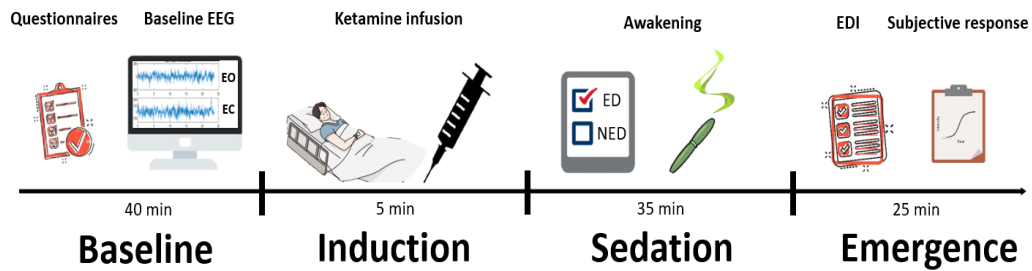 Questionnaires
Baseline EEG
Ketamine infusion
Awakening
EDI
Subjective response
EO
EC
ED
NED
40 min
5 min
35 min
25 min
Baseline
Induction
Sedation
Emergence